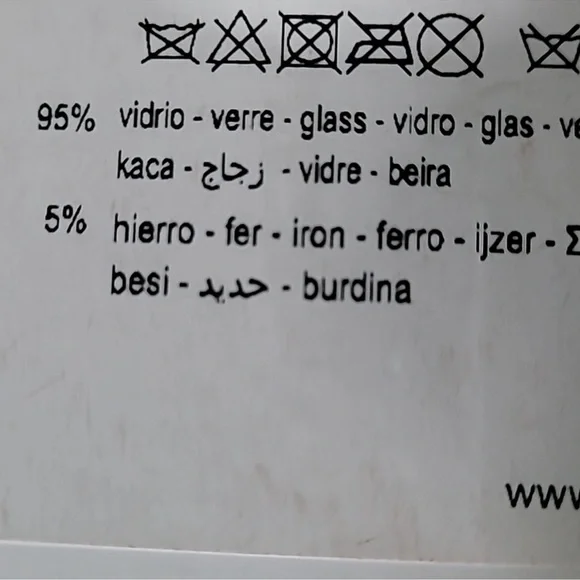 95% vidrio - verre - glass - vidro - glas -
kaca - زجاج - vidre - beira
5% hierro - fer - iron - ferro - ijzer -
besi - حديد - burdina
www